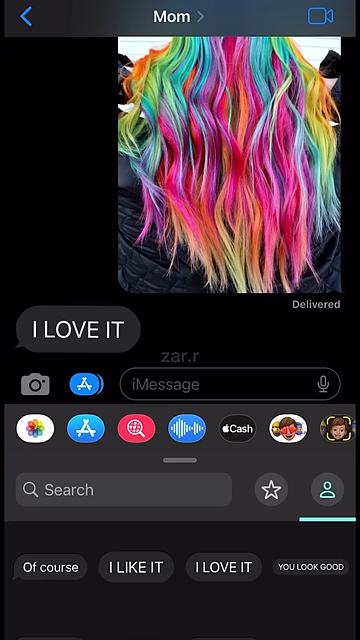 Mom
Delivered
I LOVE IT
zar.r
iMessage
Cash
Search
Of course
I LIKE IT
I LOVE IT
YOU LOOK GOOD